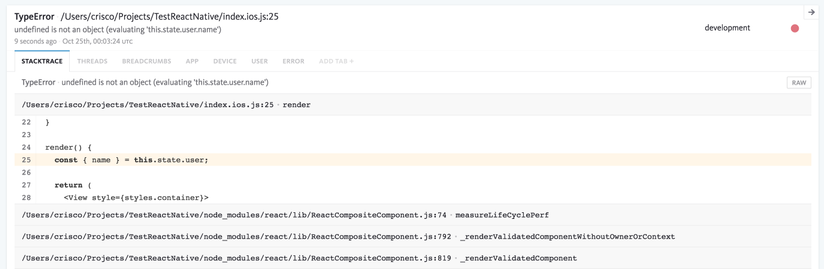 TypeError /Users/crisco/Projects/TestReactNative/index.ios.js:25
undefined is not an object (evaluating 'this.state.user.name')
9 seconds ago · Oct 25th, 00:03:24 UTC
development
STACKTRACE THREADS BREADCRUMBS APP DEVICE USER ERROR ADD TAB +
TypeError · undefined is not an object (evaluating 'this.state.user.name')
RAW
/Users/crisco/Projects/TestReactNative/index.ios.js:25 · render
22 }
23
24 render() {
25 const { name } = this.state.user;
26
27 return (
28 <View style={styles.container}>
/Users/crisco/Projects/TestReactNative/node_modules/react/lib/ReactCompositeComponent.js:74 · measureLifeCyclePerf
/Users/crisco/Projects/TestReactNative/node_modules/react/lib/ReactCompositeComponent.js:792 · _renderValidatedComponentWithoutOwnerOrContext
/Users/crisco/Projects/TestReactNative/node_modules/react/lib/ReactCompositeComponent.js:819 · _renderValidatedComponent